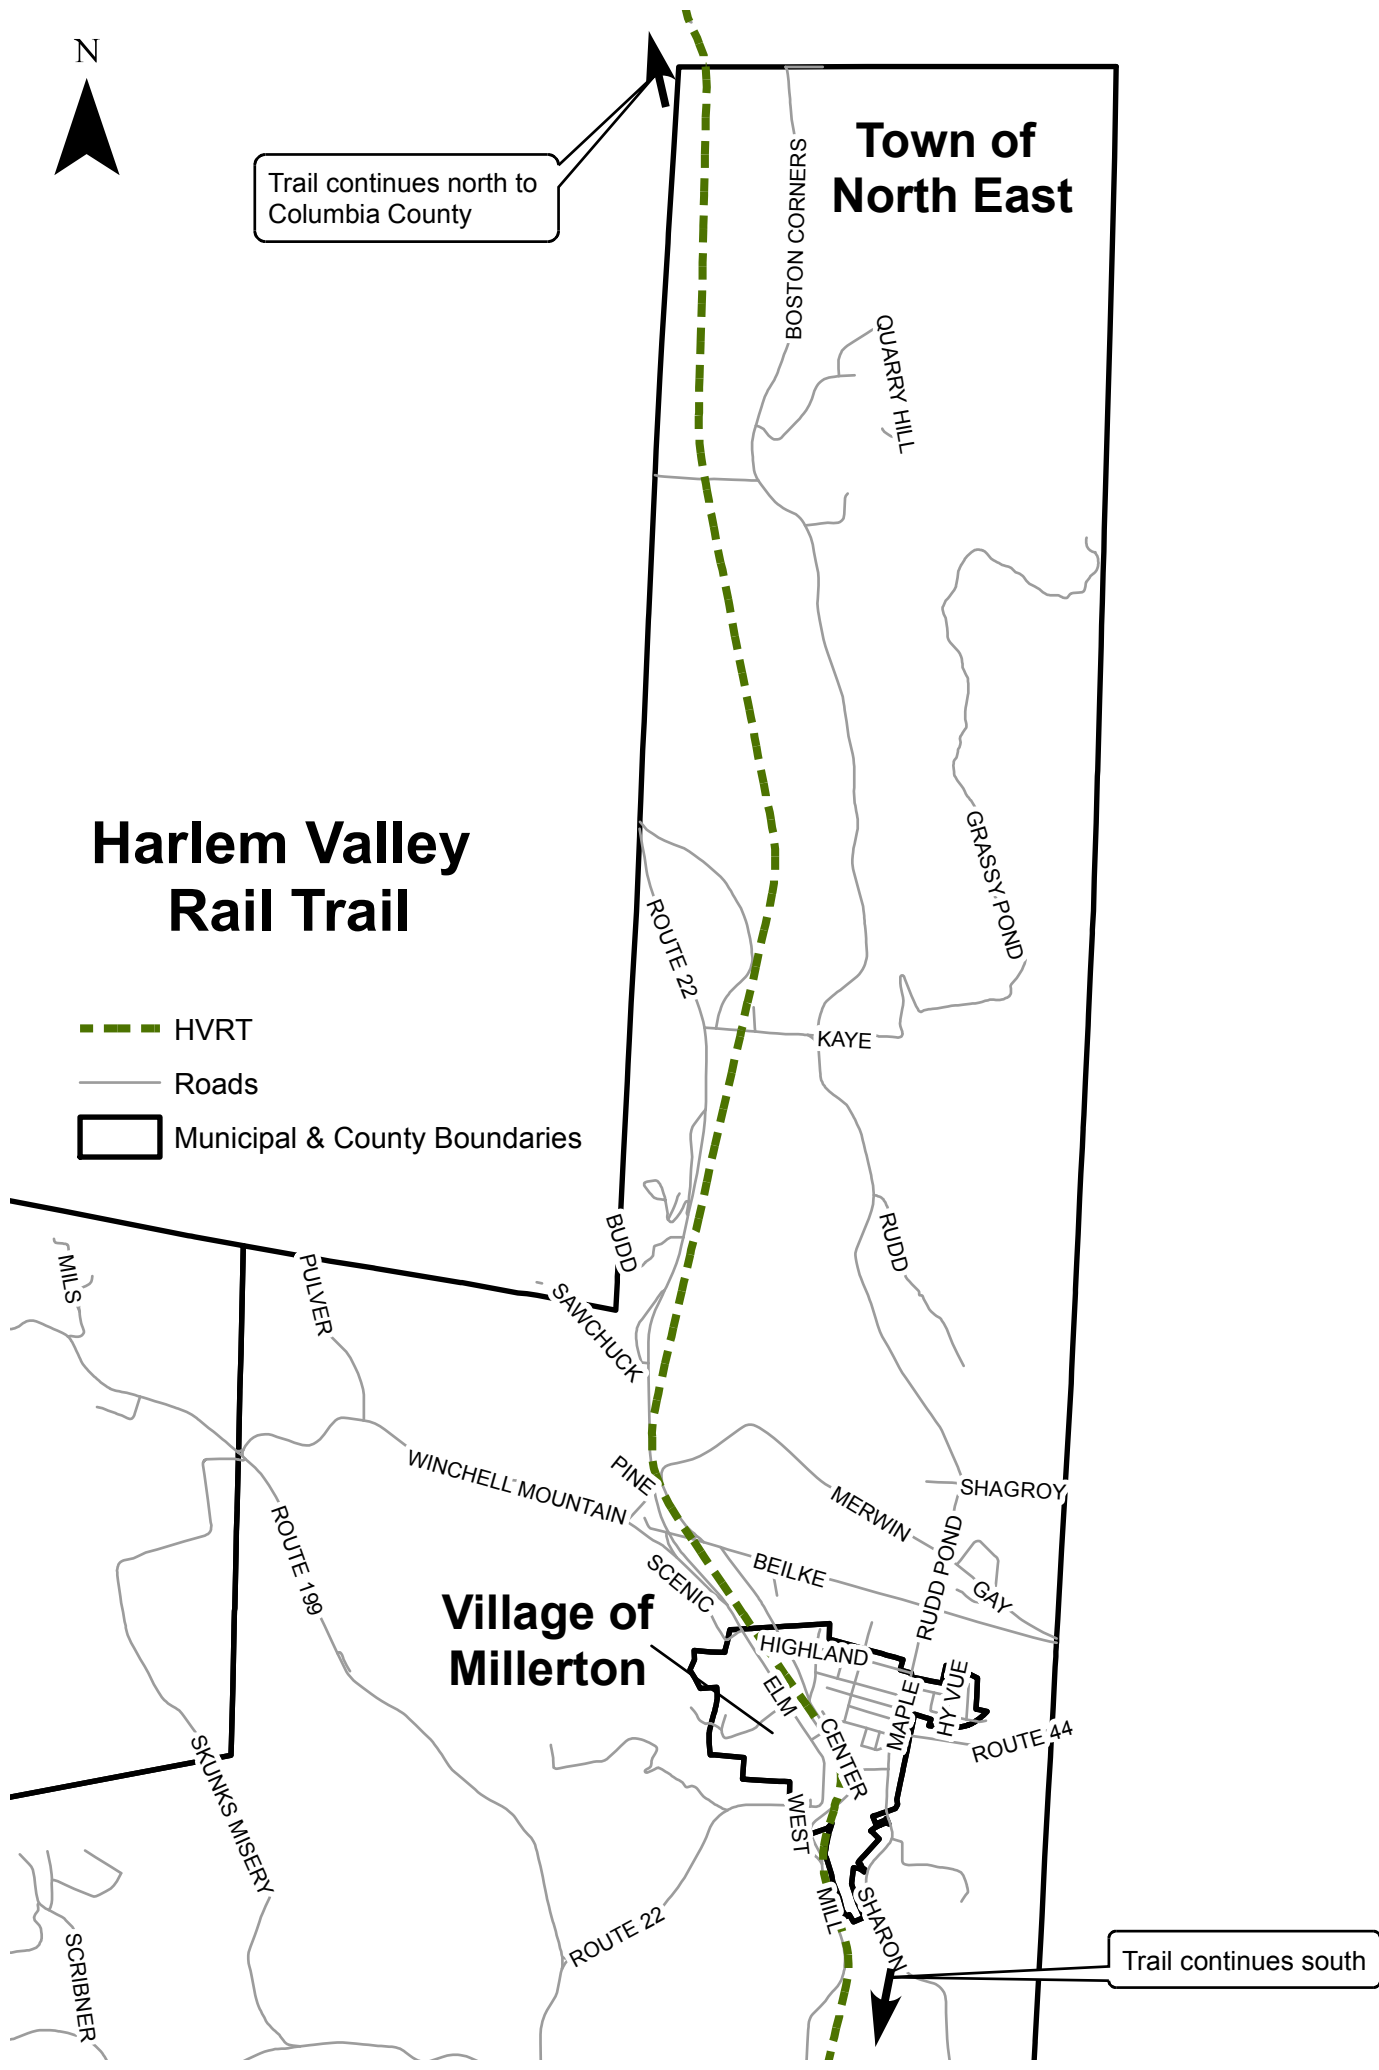 N
Trail continues north to
Columbia County
Town of
North East
BOSTON CORNERS
QUARRY HILL
GRASSY POND
Harlem Valley
Rail Trail
ROUTE 22
HVRT
KAYE
Roads
Municipal & County Boundaries
BUDD
RUDD
MILS
PULVER
SAWCHUCK
WINCHELL MOUNTAIN
PINE
SHAGROY
MERWIN
ROUTE 199
RUDD POND
BEILKE
SCENIC
GAY
Village of
Millerton
HIGHLAND
ELM
HY VUE
MAPLE
CENTER
ROUTE 44
SKUNKS MISERY
WEST
MILL
SHARON
ROUTE 22
SCRIBNER
Trail continues south